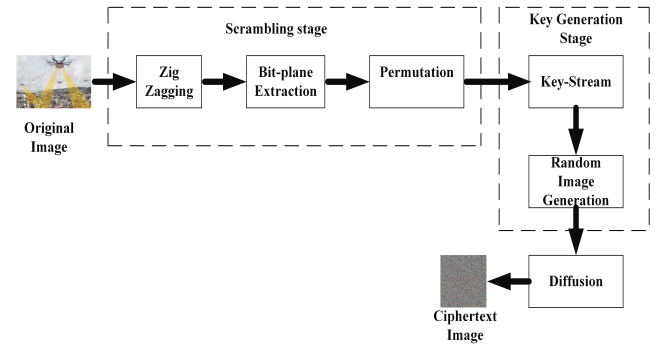 Scrambling stage
Key Generation
Stage
Original
Image
Zig
Zagging
Bit-plane
Extraction
Permutation
Key-Stream
Random
Image
Generation
Diffusion
Ciphertext
Image